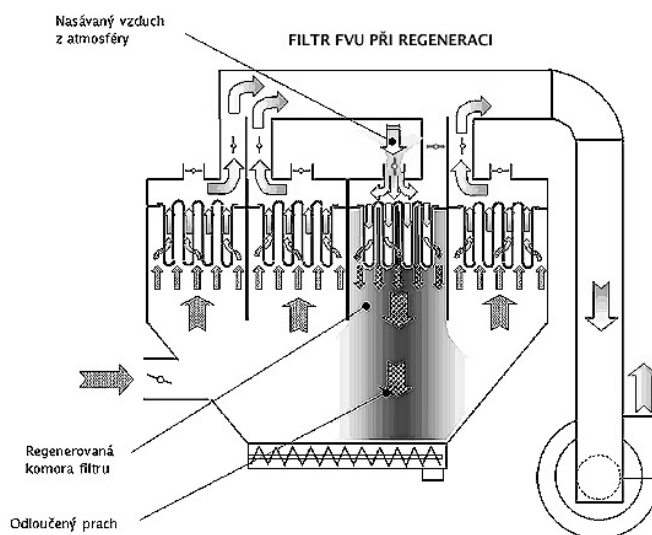 Nasávaný vzduch
z atmosféry
FILTR FVU PŘI REGENERACI
Regenerovaná
komora filtru
Odloučený prach